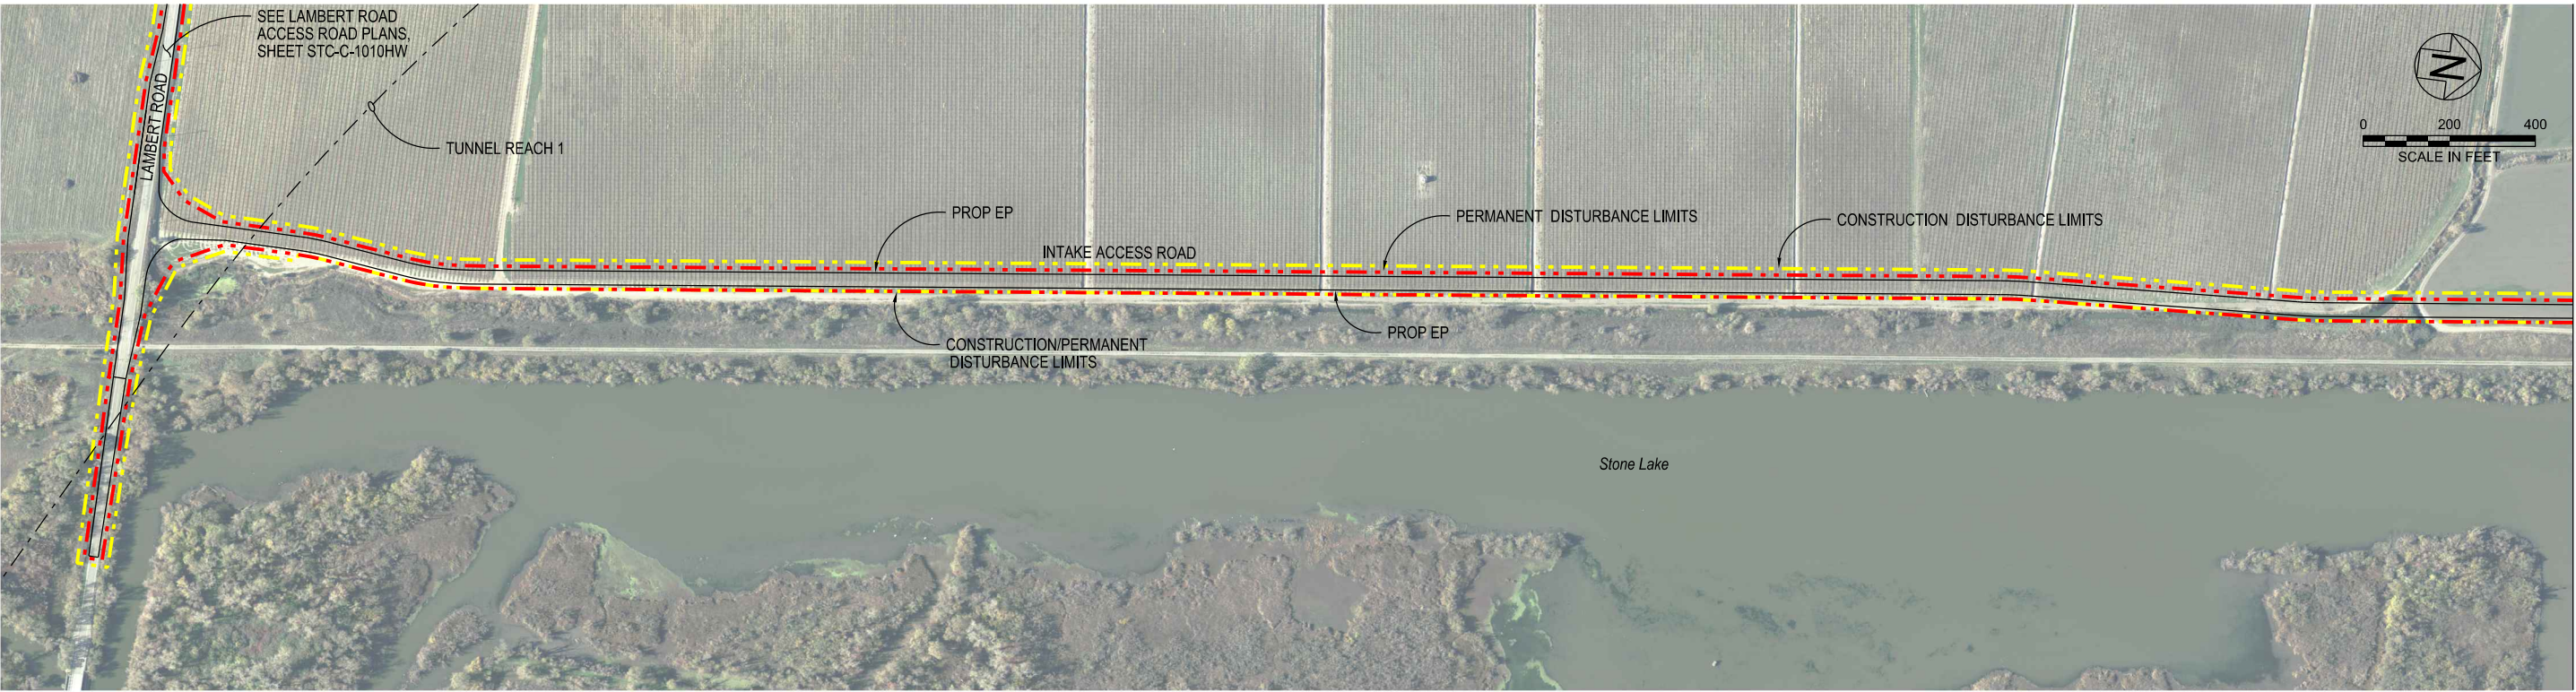 SEE LAMBERT ROAD
ACCESS ROAD PLANS,
SHEET STC-C-1010HW
LAMBERT ROAD
TUNNEL REACH 1
PROP EP
INTAKE ACCESS ROAD
PERMANENT DISTURBANCE LIMITS
CONSTRUCTION DISTURBANCE LIMITS
N
0 200 400
SCALE IN FEET
CONSTRUCTION/PERMANENT
DISTURBANCE LIMITS
PROP EP
Stone Lake